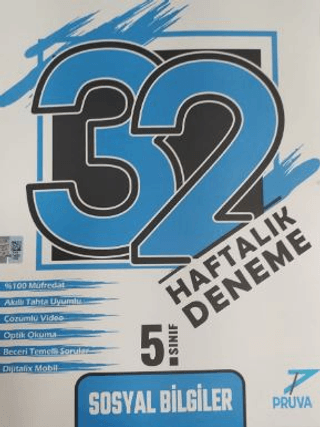 32
HAFTALIK
DENEME
%100 Müfredat
Akıllı Tahta Uyumlu
Çözümlü Video
Optik Okuma
Beceri Temelli Sorular
Dijitalix Mobil
5.
SINIF
SOSYAL BİLGİLER
PRUVA